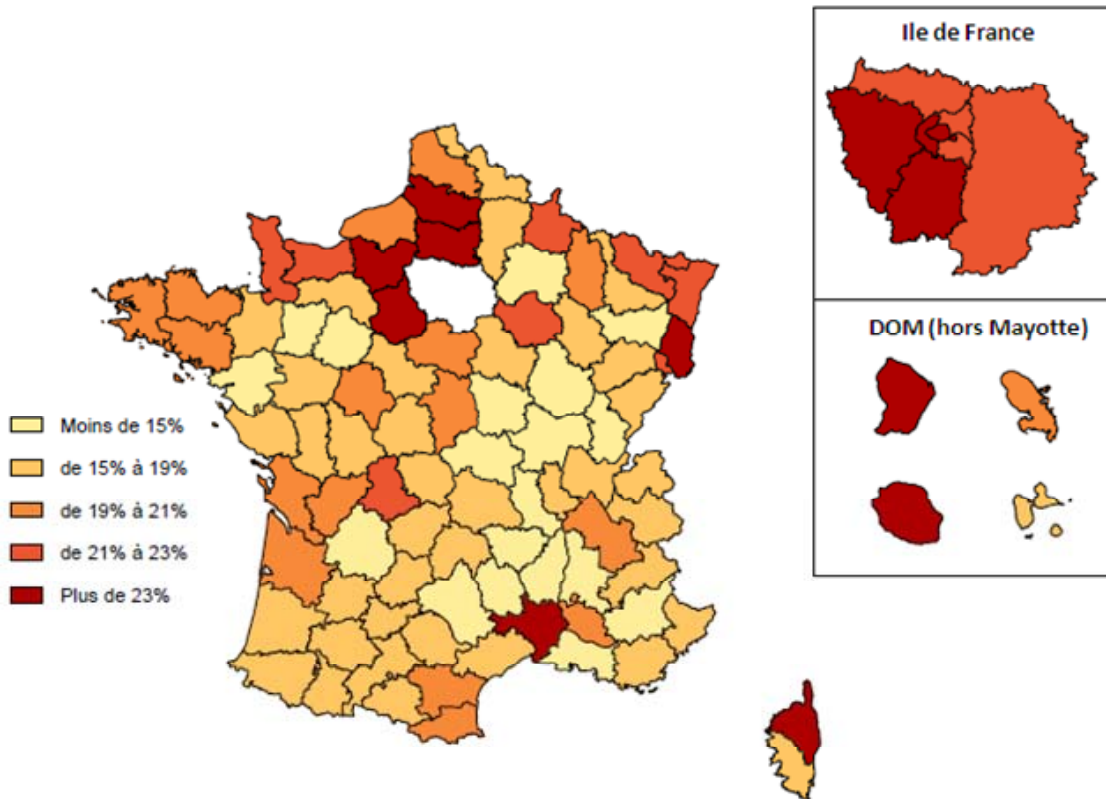 Ile de France
DOM (hors Mayotte)
Moins de 15%
de 15% à 19%
de 19% à 21%
de 21% à 23%
Plus de 23%